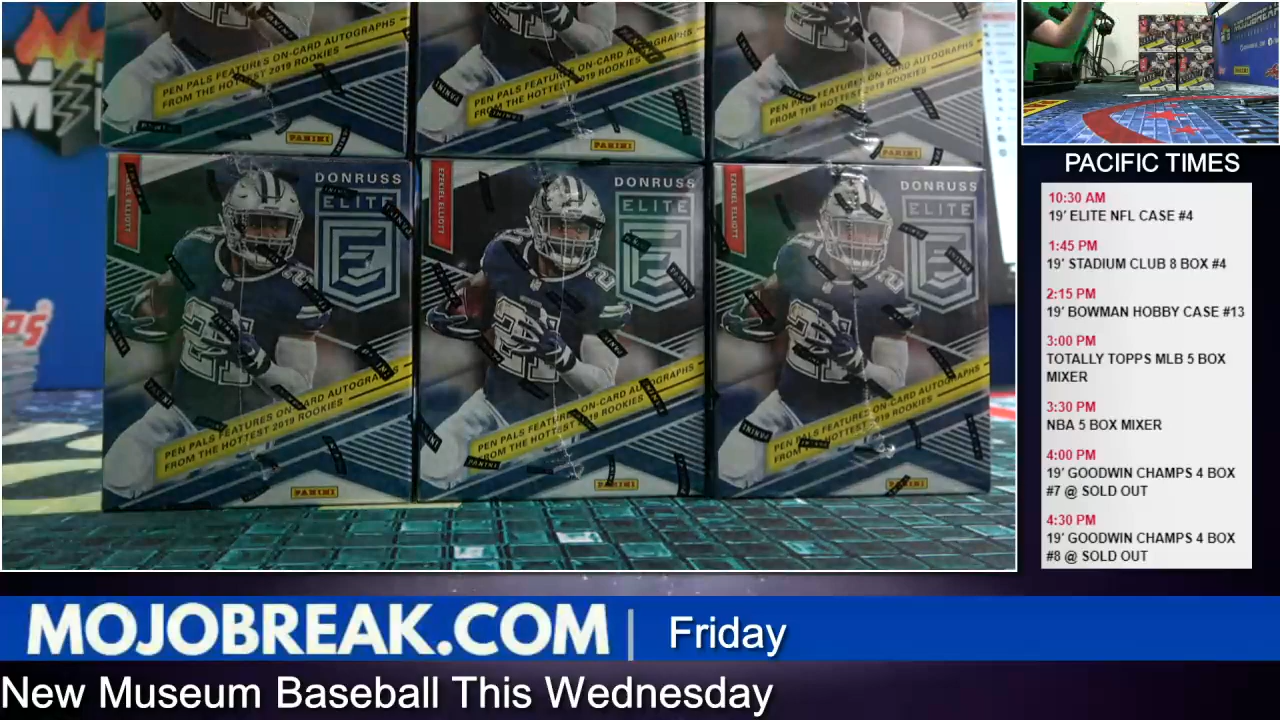 PEN PALS FEATURES ON-CARD AUTOGRAPHS
FROM THE HOTTEST 2019 ROOKIES
PANINI
PEN PALS FEATURES ON-CARD AUTOGRAPHS
FROM THE HOTTEST 2019 ROOKIES
PANINI
PEN PALS FEATURES ON-CARD AUTOGRAPHS
FROM THE HOTTEST 2019 ROOKIES
PANINI
EZEKIEL ELLIOTT
DONRUSS
ELITE
E
21
PEN PALS FEATURES ON-CARD AUTOGRAPHS
FROM THE HOTTEST 2019 ROOKIES
PANINI
EZEKIEL ELLIOTT
DONRUSS
ELITE
E
21
PEN PALS FEATURES ON-CARD AUTOGRAPHS
FROM THE HOTTEST 2019 ROOKIES
PANINI
EZEKIEL ELLIOTT
DONRUSS
ELITE
E
21
PEN PALS FEATURES ON-CARD AUTOGRAPHS
FROM THE HOTTEST 2019 ROOKIES
PANINI
MOJOBREAK
PACIFIC TIMES
10:30 AM
19' ELITE NFL CASE #4
1:45 PM
19' STADIUM CLUB 8 BOX #4
2:15 PM
19' BOWMAN HOBBY CASE #13
3:00 PM
TOTALLY TOPPS MLB 5 BOX
MIXER
3:30 PM
NBA 5 BOX MIXER
4:00 PM
19' GOODWIN CHAMPS 4 BOX
#7 @ SOLD OUT
4:30 PM
19' GOODWIN CHAMPS 4 BOX
#8 @ SOLD OUT
MOJOBREAK.COM | Friday
New Museum Baseball This Wednesday